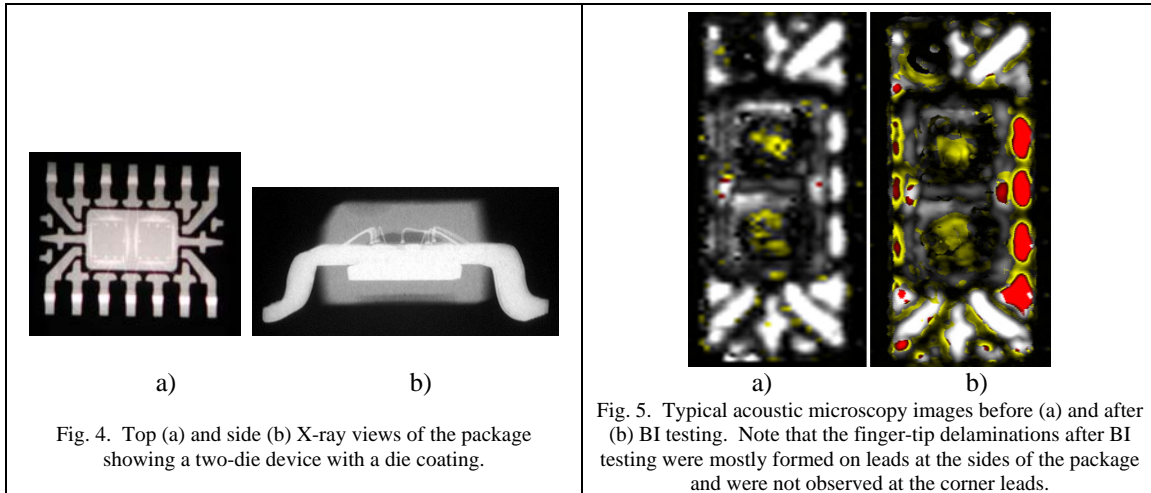 a)
b)
Fig. 4. Top (a) and side (b) X-ray views of the package
showing a two-die device with a die coating.
a)
b)
Fig. 5. Typical acoustic microscopy images before (a) and after
(b) BI testing. Note that the finger-tip delaminations after BI
testing were mostly formed on leads at the sides of the package
and were not observed at the corner leads.